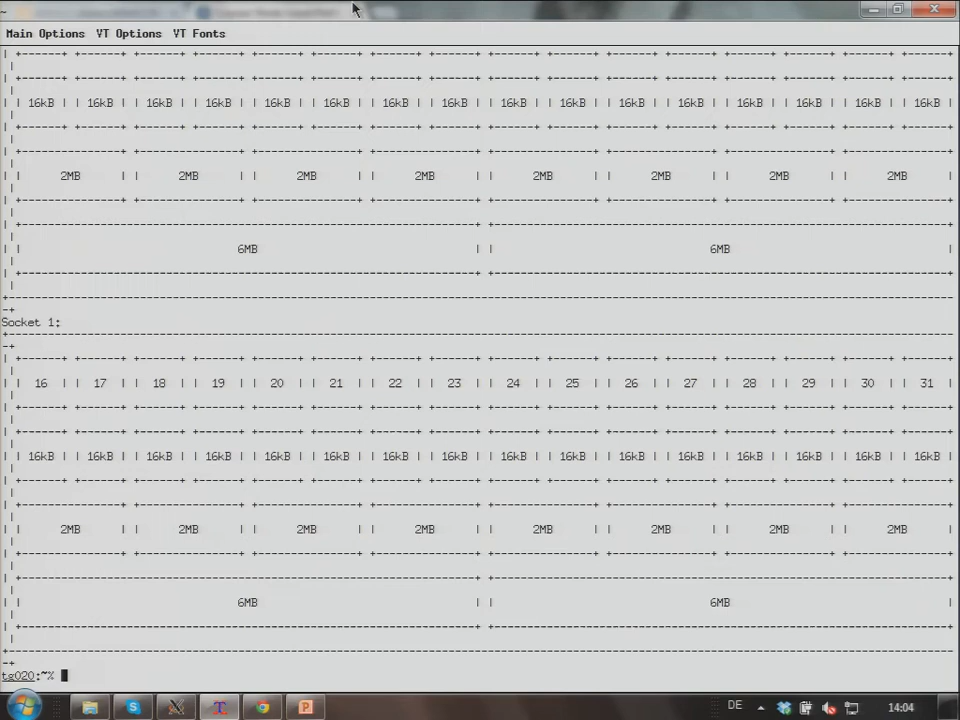 Main Options VT Options VT Fonts
16kB 16kB 16kB 16kB 16kB 16kB 16kB 16kB 16kB 16kB 16kB 16kB 16kB 16kB 16kB 16kB
2MB 2MB 2MB 2MB 2MB 2MB 2MB 2MB
6MB 6MB
Socket 1:
16 17 18 19 20 21 22 23 24 25 26 27 28 29 30 31
16kB 16kB 16kB 16kB 16kB 16kB 16kB 16kB 16kB 16kB 16kB 16kB 16kB 16kB 16kB 16kB
2MB 2MB 2MB 2MB 2MB 2MB 2MB 2MB
6MB 6MB
tg020:~%
DE 14:04